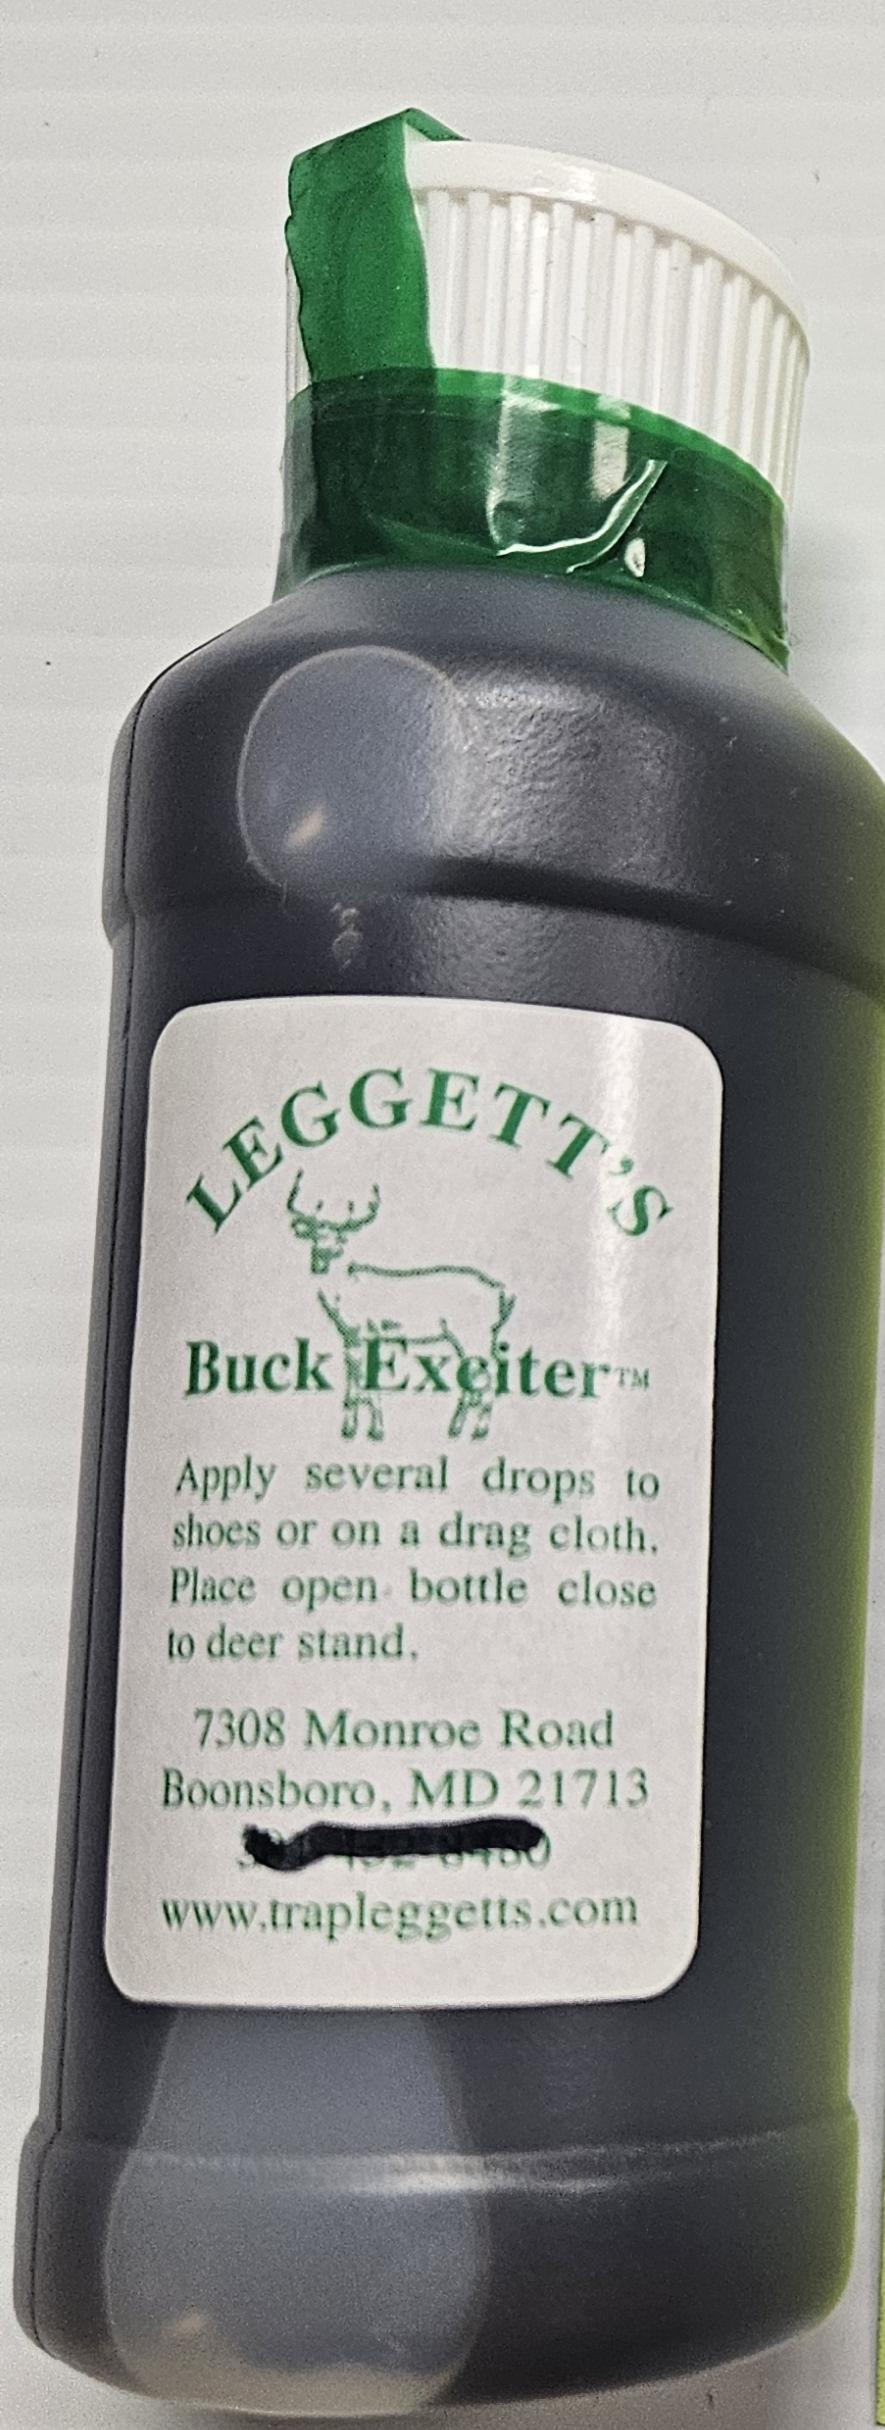 LEGGETT'S
Buck Exciter™
Apply several drops to
shoes or on a drag cloth.
Place open bottle close
to deer stand.
7308 Monroe Road
Boonsboro, MD 21713
www.trapleggetts.com